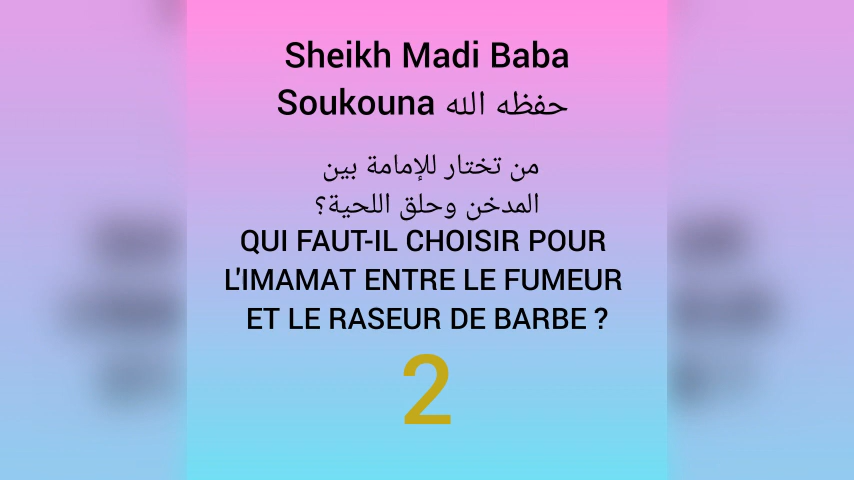 Sheikh Madi Baba
Soukouna حفظه الله
من تختار للإمامة بين
المدخن وحلق اللحية؟
QUI FAUT-IL CHOISIR POUR
L'IMAMAT ENTRE LE FUMEUR
ET LE RASEUR DE BARBE ?
2